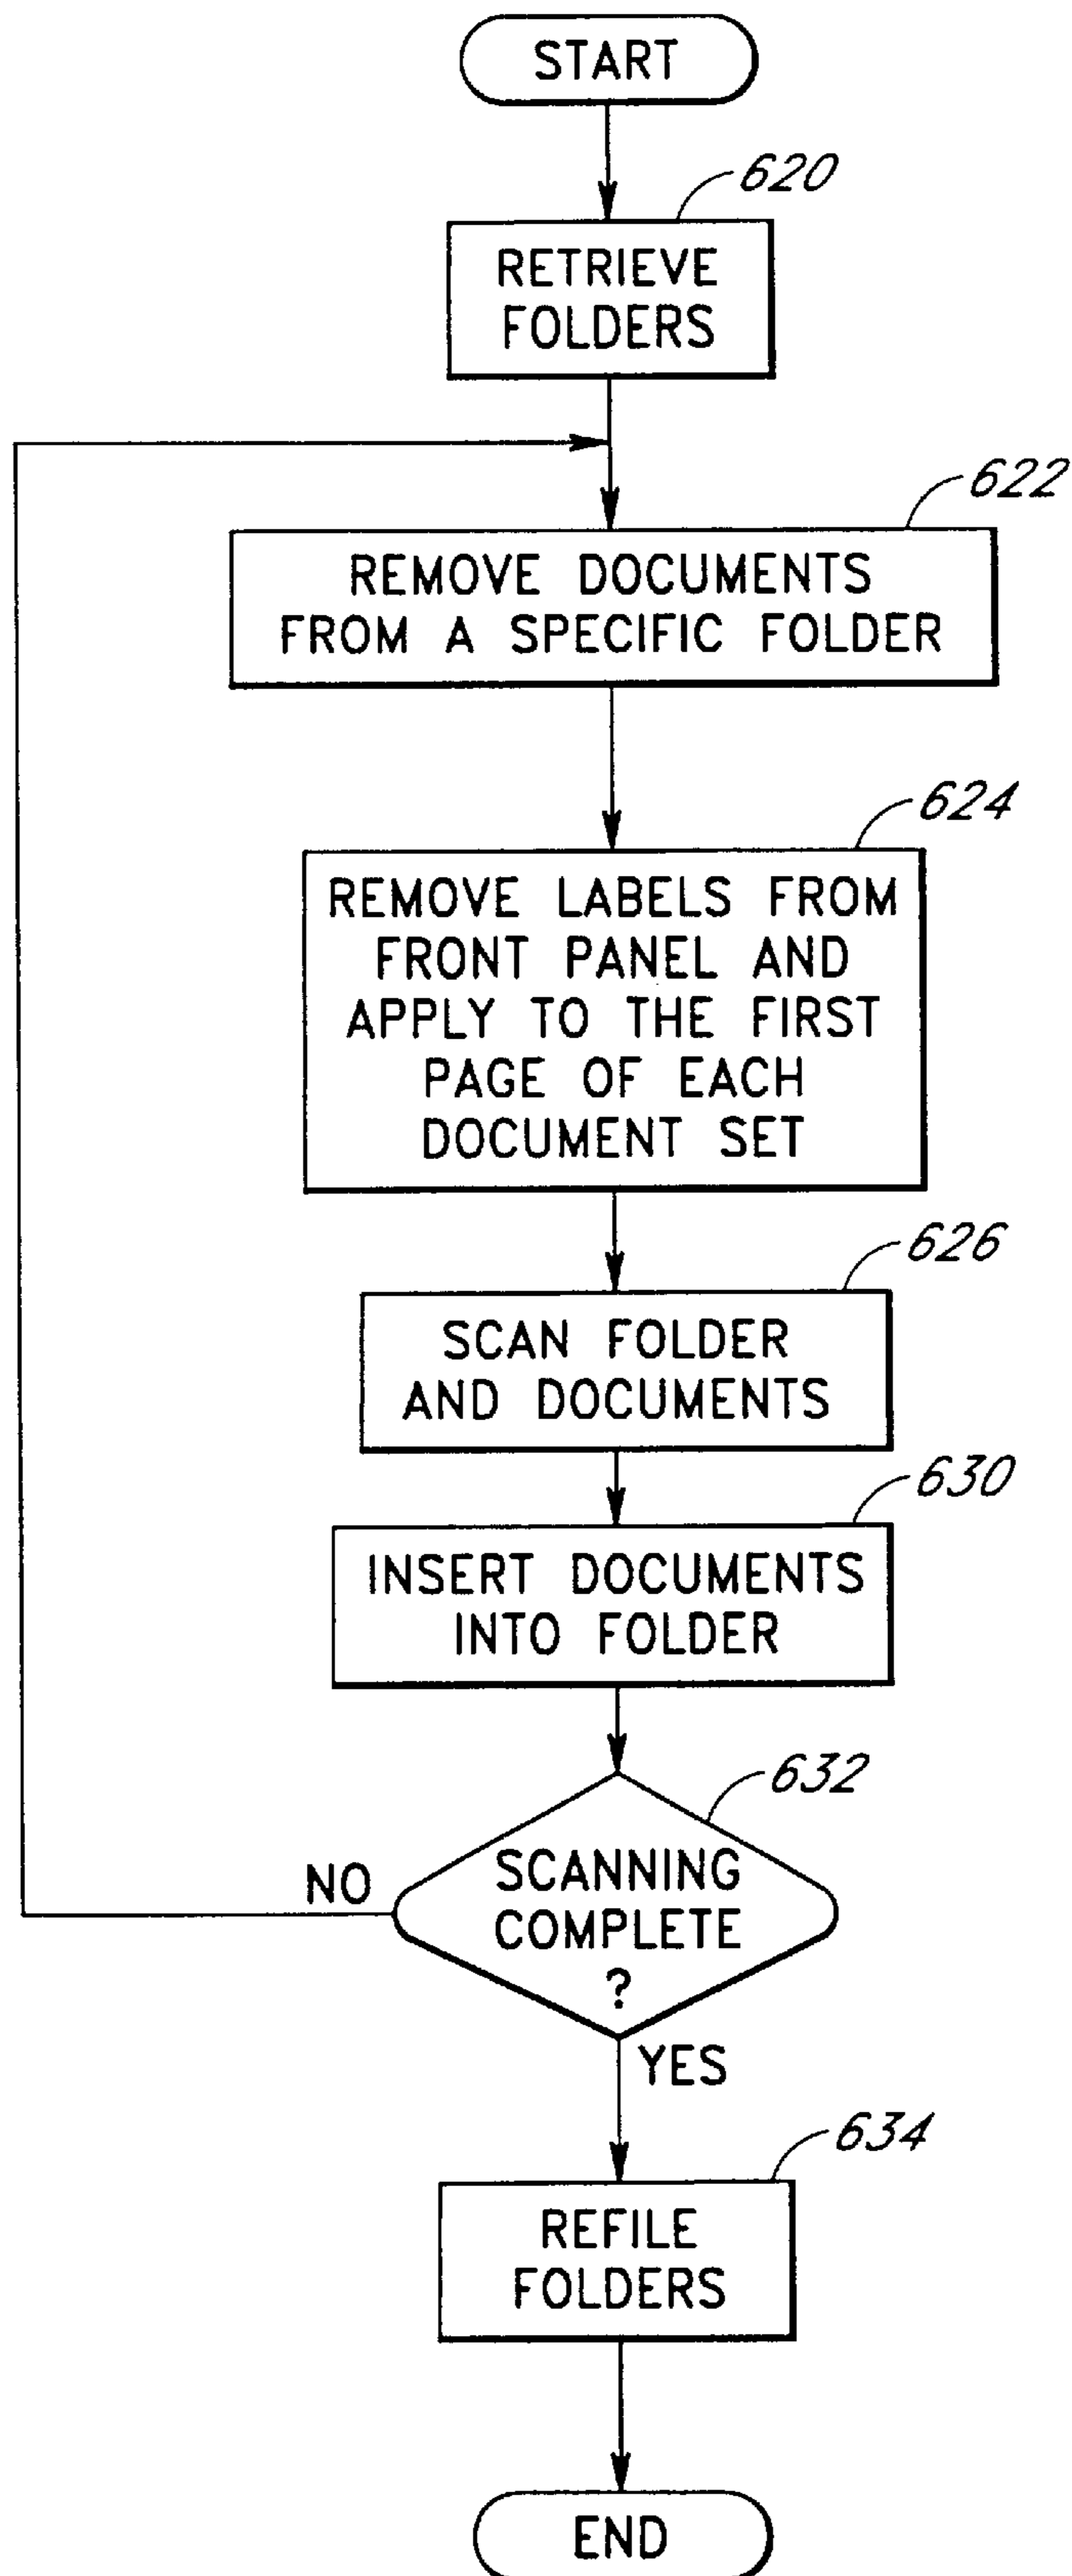 START
620
RETRIEVE
FOLDERS
622
REMOVE DOCUMENTS
FROM A SPECIFIC FOLDER
624
REMOVE LABELS FROM
FRONT PANEL AND
APPLY TO THE FIRST
PAGE OF EACH
DOCUMENT SET
626
SCAN FOLDER
AND DOCUMENTS
630
INSERT DOCUMENTS
INTO FOLDER
632
SCANNING
COMPLETE
?
NO
YES
634
REFILE
FOLDERS
END